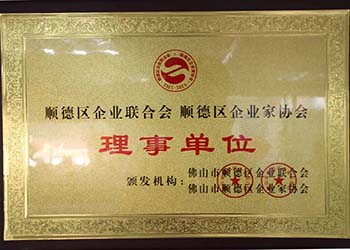 顺德区企业联合会 顺德区企业家协会
理事单位
颁发机构：
佛山市顺德区企业联合会
佛山市顺德区企业家协会